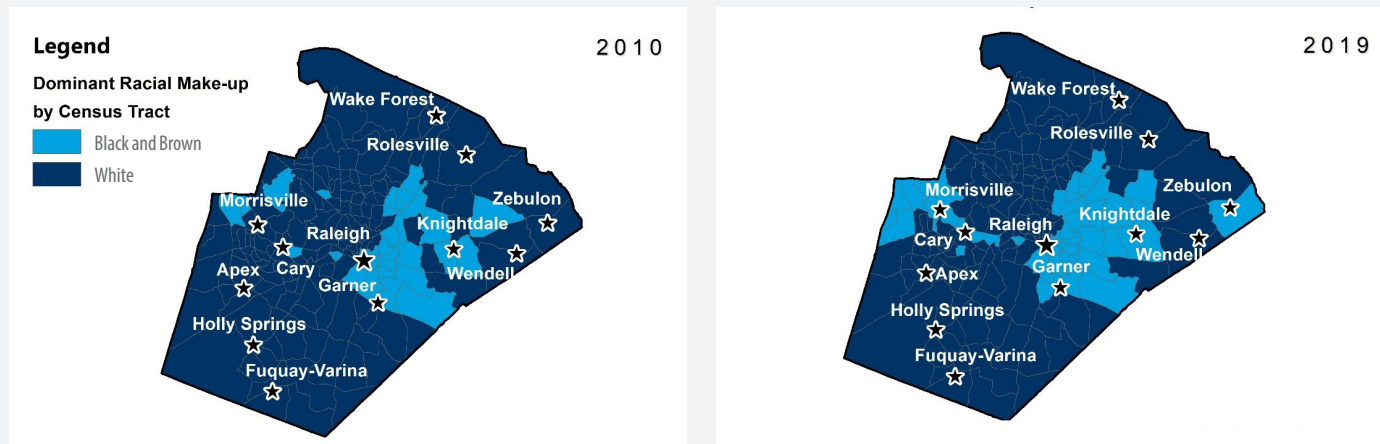 Legend
2010
Dominant Racial Make-up
by Census Tract
Black and Brown
White
Wake Forest
Rolesville
Zebulon
Morrisville
Knightdale
Raleigh
Cary
Apex
Wendell
Garner
Holly Springs
Fuquay-Varina
2019
Wake Forest
Rolesville
Zebulon
Morrisville
Knightdale
Raleigh
Cary
Wendell
Garner
Apex
Holly Springs
Fuquay-Varina